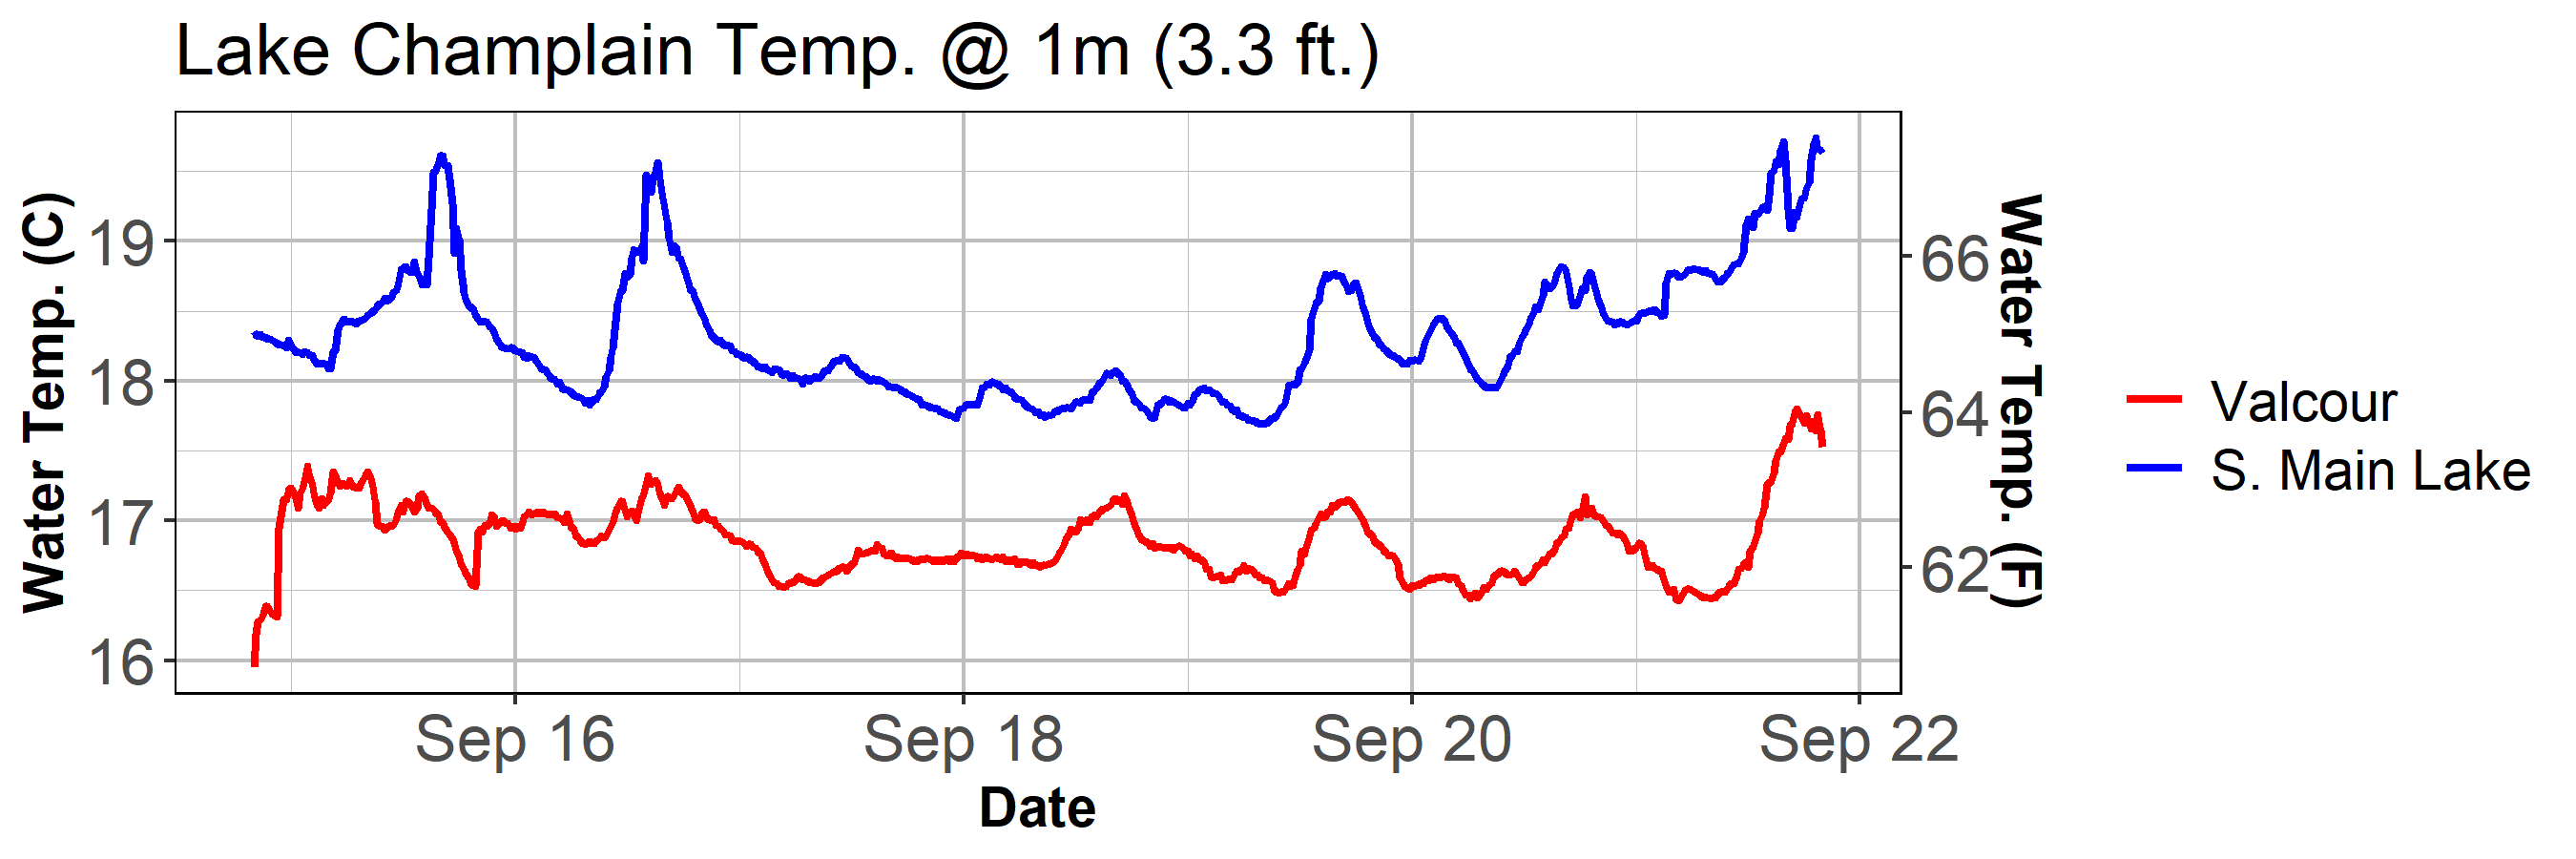 Lake Champlain Temp. @ 1m (3.3 ft.)
Water Temp. (C)
19
18
17
16
66
64
62
Water Temp. (F)
Sep 16
Sep 18
Sep 20
Sep 22
Date
Valcour
S. Main Lake